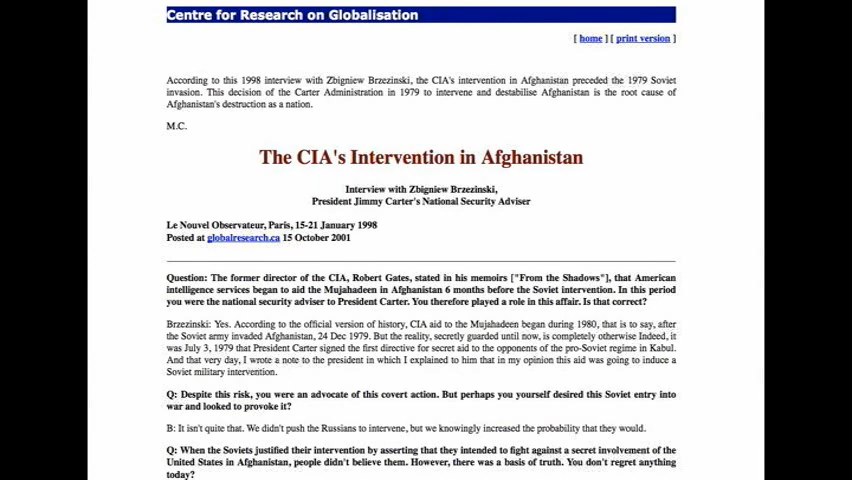 Centre for Research on Globalisation
[ home ] [ print version ]
According to this 1998 interview with Zbigniew Brzezinski, the CIA's intervention in Afghanistan preceded the 1979 Soviet
invasion. This decision of the Carter Administration in 1979 to intervene and destabilise Afghanistan is the root cause of
Afghanistan's destruction as a nation.
M.C.
The CIA's Intervention in Afghanistan
Interview with Zbigniew Brzezinski,
President Jimmy Carter's National Security Adviser
Le Nouvel Observateur, Paris, 15-21 January 1998
Posted at globalresearch.ca 15 October 2001
Question: The former director of the CIA, Robert Gates, stated in his memoirs ["From the Shadows"], that American
intelligence services began to aid the Mujahadeen in Afghanistan 6 months before the Soviet intervention. In this period
you were the national security adviser to President Carter. You therefore played a role in this affair. Is that correct?
Brzezinski: Yes. According to the official version of history, CIA aid to the Mujahadeen began during 1980, that is to say, after
the Soviet army invaded Afghanistan, 24 Dec 1979. But the reality, secretly guarded until now, is completely otherwise Indeed, it
was July 3, 1979 that President Carter signed the first directive for secret aid to the opponents of the pro-Soviet regime in Kabul.
And that very day, I wrote a note to the president in which I explained to him that in my opinion this aid was going to induce a
Soviet military intervention.
Q: Despite this risk, you were an advocate of this covert action. But perhaps you yourself desired this Soviet entry into
war and looked to provoke it?
B: It isn't quite that. We didn't push the Russians to intervene, but we knowingly increased the probability that they would.
Q: When the Soviets justified their intervention by asserting that they intended to fight against a secret involvement of the
United States in Afghanistan, people didn't believe them. However, there was a basis of truth. You don't regret anything
today?